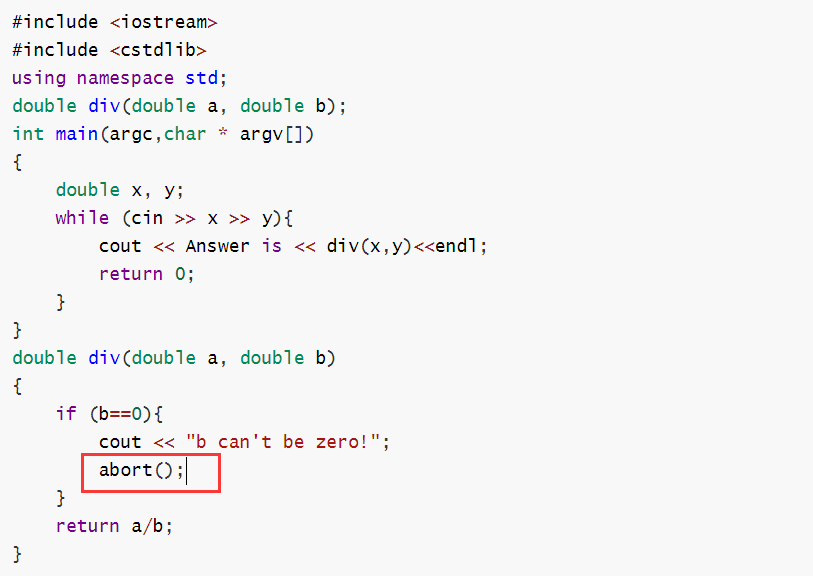 #include <iostream>
#include <cstdlib>
using namespace std;
double div(double a, double b);
int main(argc,char * argv[])
{
    double x, y;
    while (cin >> x >> y){
        cout << Answer is << div(x,y)<<endl;
        return 0;
    }
}
double div(double a, double b)
{
    if (b==0){
        cout << "b can't be zero!";
        abort();
    }
    return a/b;
}